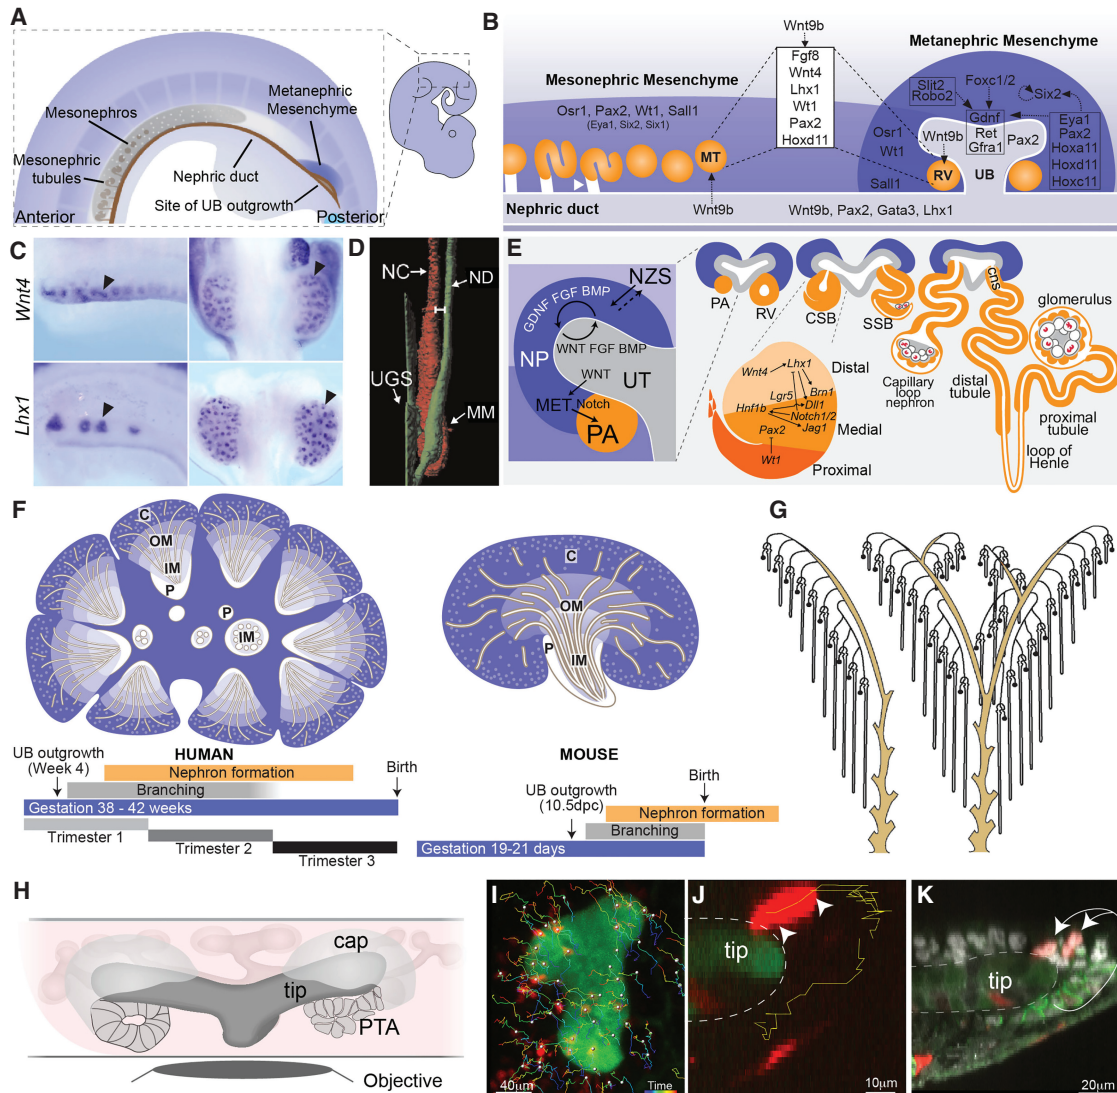 A
Mesonephros
Mesonephric
tubules
Metanephric
Mesenchyme
Nephric duct
Site of UB outgrowth
Anterior
Posterior
B
Wnt9b
Mesonephric Mesenchyme
Metanephric Mesenchyme
Osr1, Pax2, Wt1, Sall1
(Eya1, Six2, Six1)
Fgf8
Wnt4
Lhx1
Wt1
Pax2
Hoxd11
Slit2
Robo2
Foxc1/2
Six2
Gdnf
Ret
Gfra1
Eya1
Pax2
Hoxa11
Hoxd11
Hoxc11
Osr1
Wt1
Sall1
Wnt9b
Pax2
MT
RV
UB
Nephric duct
Wnt9b
Wnt9b, Pax2, Gata3, Lhx1
C
Wnt4
Lhx1
D
NC
ND
UGS
MM
E
GDNF FGF BMP
NZS
NP
WNT FGF BMP
WNT
UT
MET
Notch
PA
PA
RV
CSB
SSB
cns
Capillary
loop
nephron
glomerulus
distal
tubule
proximal
tubule
loop of
Henle
Wnt4
Lhx1
Distal
Lgr5
Brn1
Hnf1b
Dll1
Notch1/2
Jag1
Pax2
Medial
Wt1
Proximal
F
C
OM
IM
P
P
IM
C
OM
P
IM
HUMAN
UB outgrowth
(Week 4)
Birth
Nephron formation
Branching
Gestation 38 - 42 weeks
Trimester 1
Trimester 2
Trimester 3
MOUSE
UB outgrowth
(10.5dpc)
Birth
Nephron formation
Branching
Gestation 19-21 days
G
H
cap
tip
PTA
Objective
I
40μm
Time
J
tip
10μm
K
tip
20μm